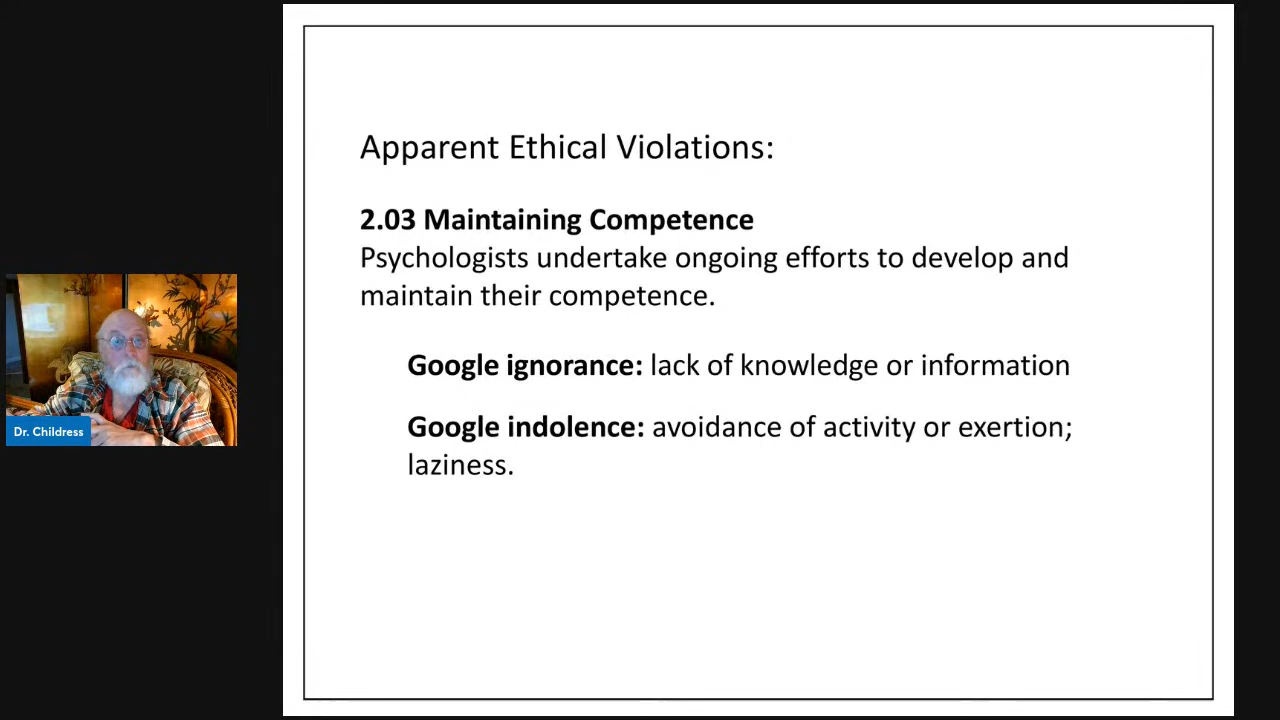 Apparent Ethical Violations:
2.03 Maintaining Competence
Psychologists undertake ongoing efforts to develop and
maintain their competence.
Google ignorance: lack of knowledge or information
Google indolence: avoidance of activity or exertion;
laziness.
Dr. Childress